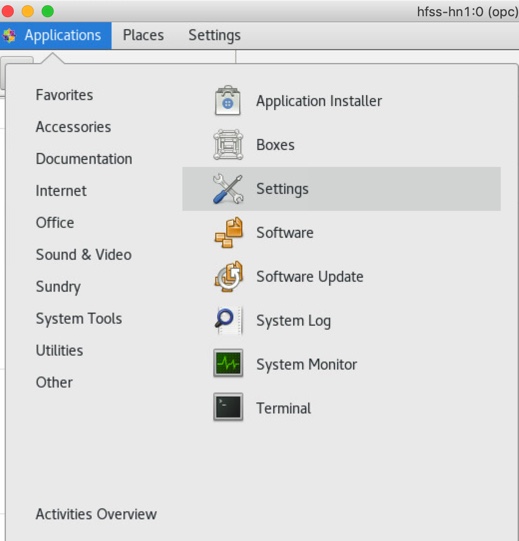 hfss-hn1:0 (opc)
Applications Places Settings
Favorites
Accessories
Documentation
Internet
Office
Sound & Video
Sundry
System Tools
Utilities
Other
Activities Overview
Application Installer
Boxes
Settings
Software
Software Update
System Log
System Monitor
Terminal